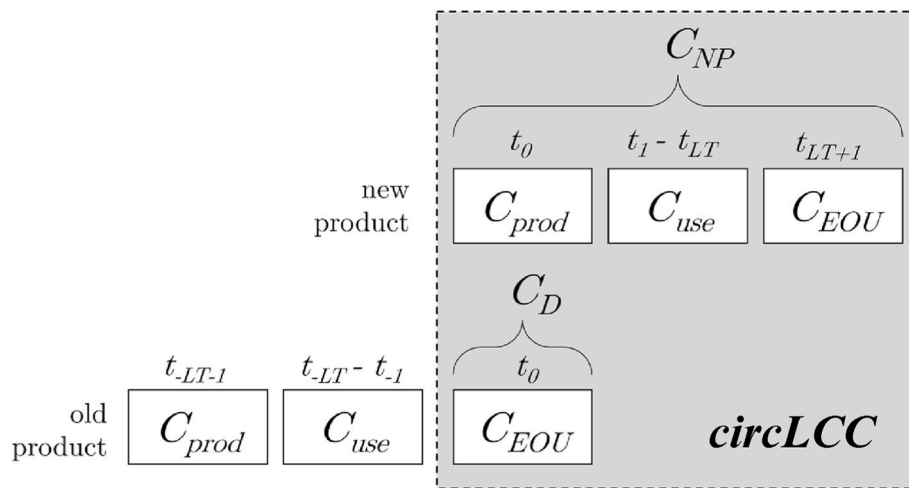 C_NP
t_0 t_1 - t_LT t_LT+1
new product C_prod C_use C_EOU
C_D
t_-LT-1 t_-LT - t_-1 t_0
old product C_prod C_use C_EOU
circLCC